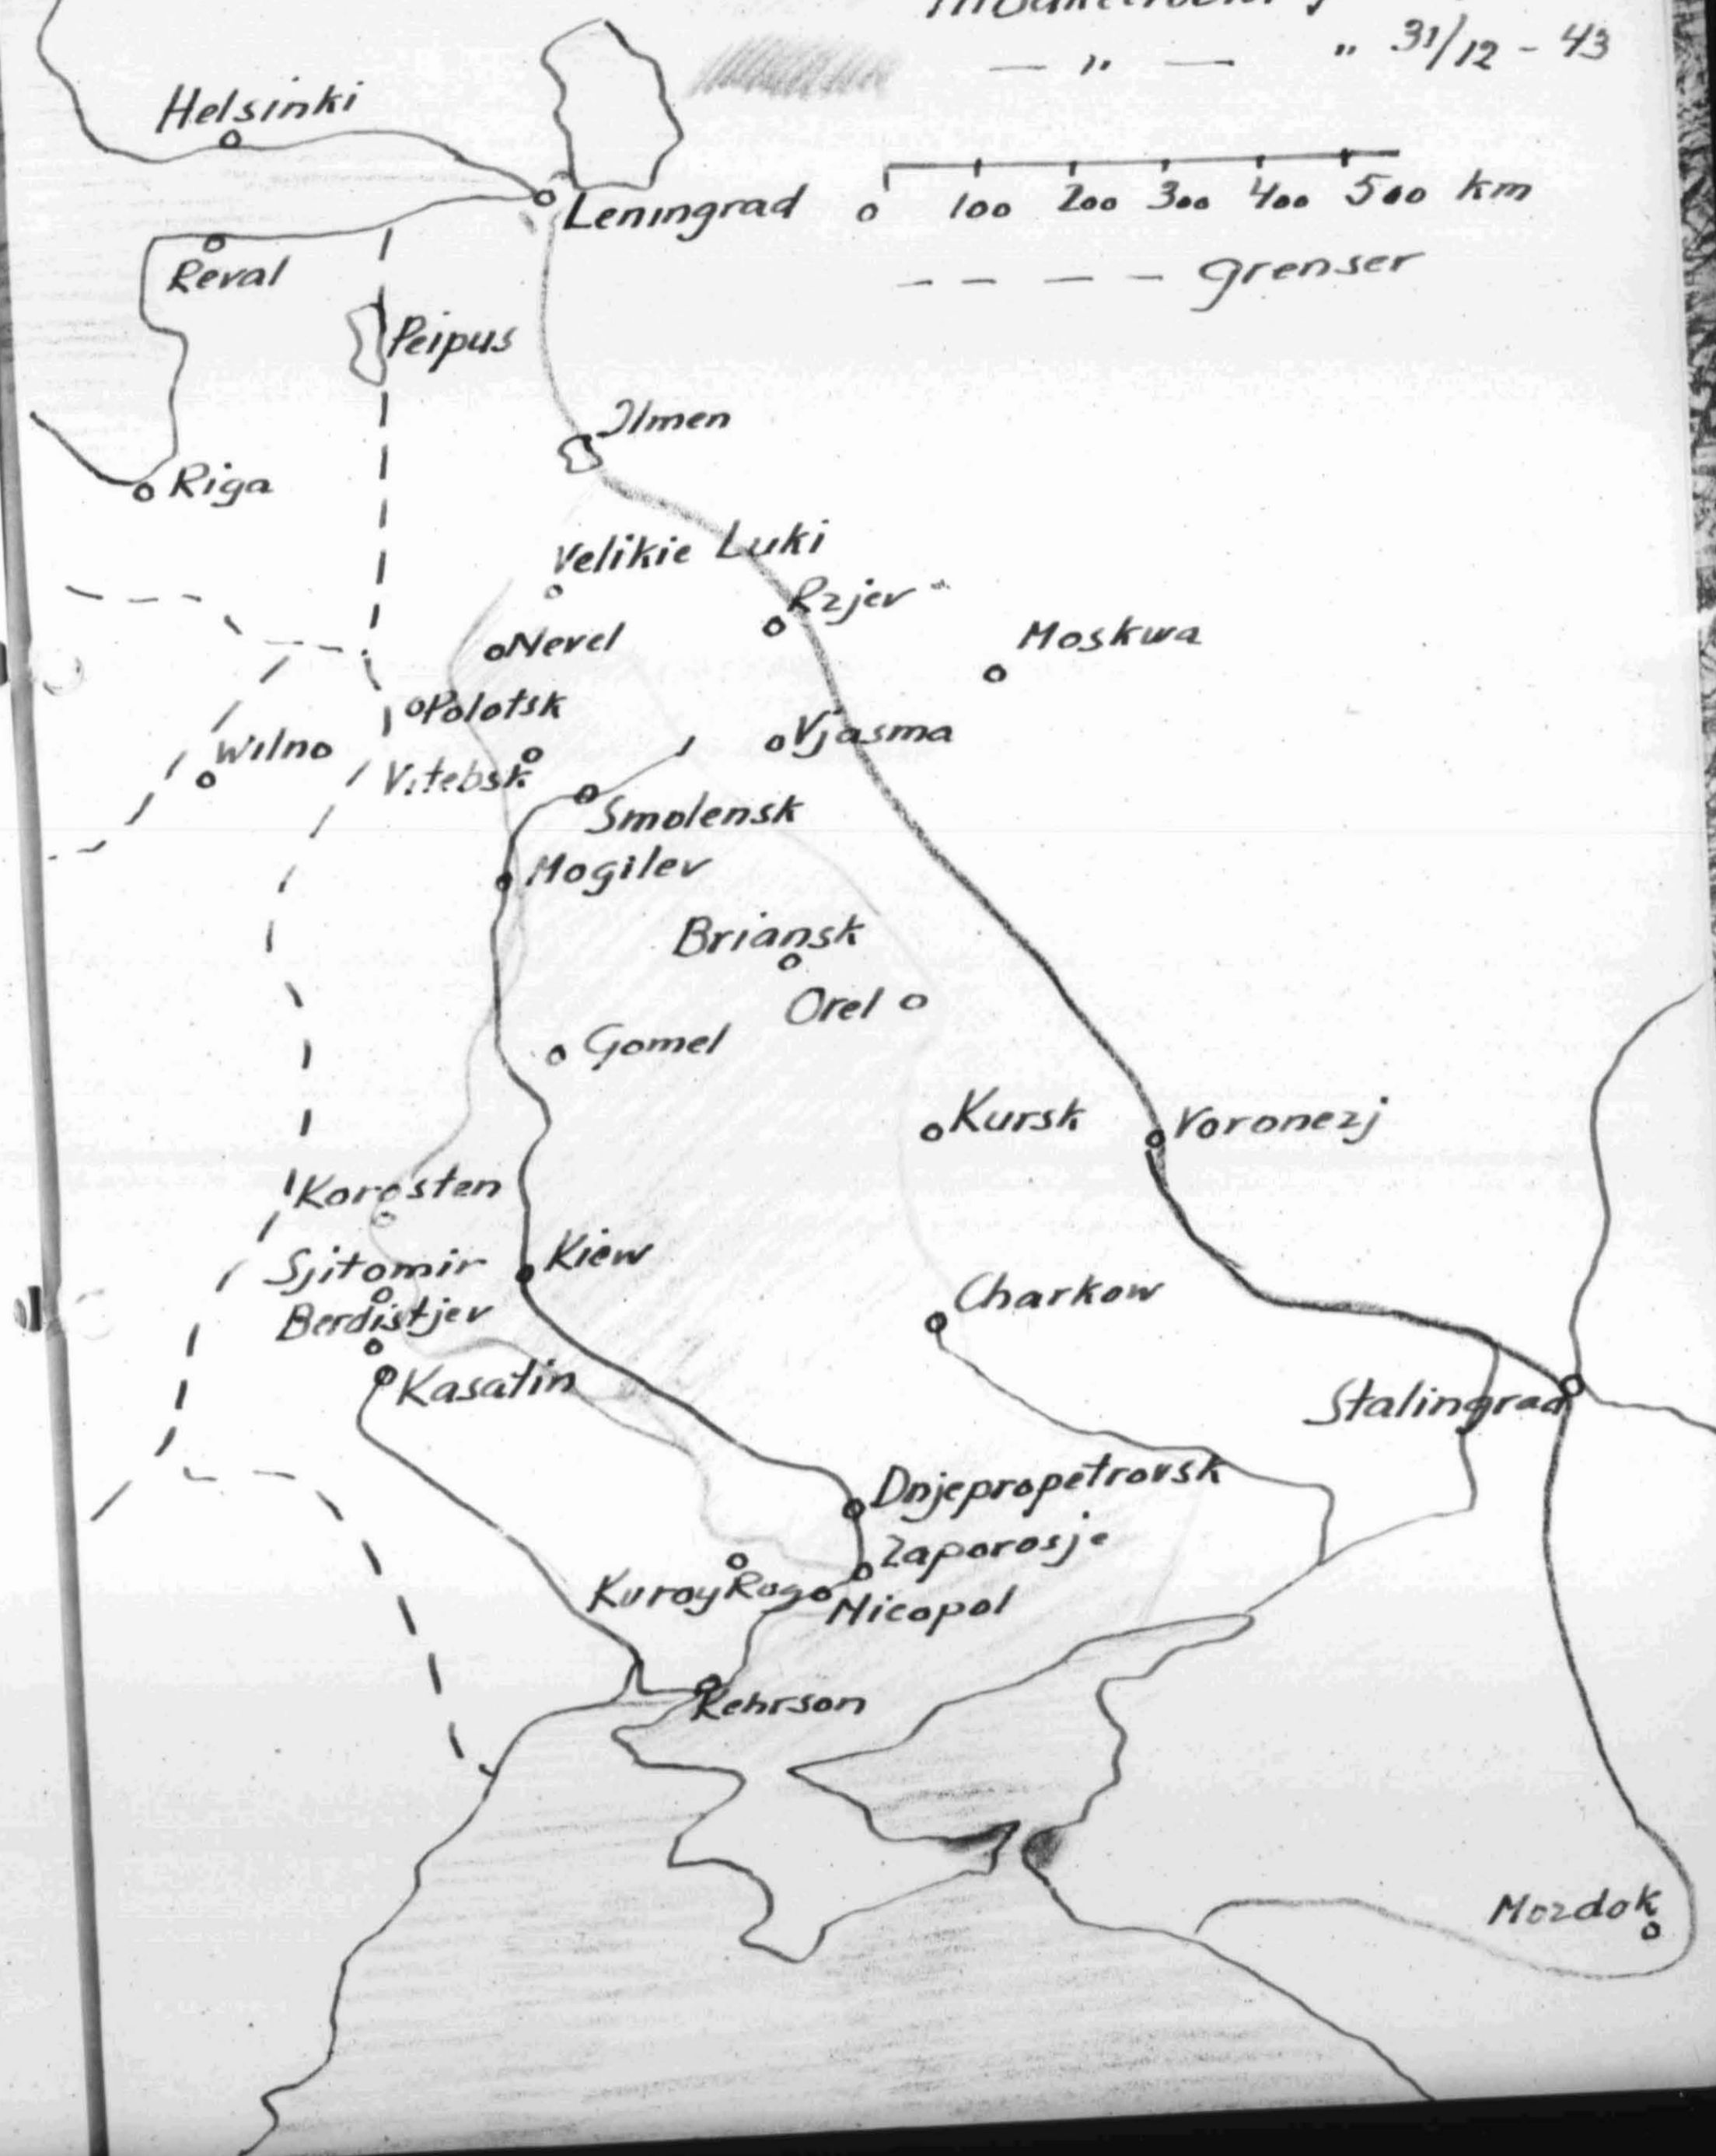 — " — " 31/12 - 43
Helsinki
Leningrad
0 100 200 300 400 500 km
Reval
grenser
Peipus
Ilmen
Riga
Velikie Luki
Rzjev
Nevel
Moskwa
Polotsk
Wilno
Vjasma
Vitebsk
Smolensk
Mogilev
Briansk
Orel
Gomel
Kursk
Voronezj
Korosten
Sjitomir
Kiew
Berdistjev
Charkow
Kasatin
Stalingrad
Dnjepropetrovsk
Zaporosje
Kuroy Rog
Nicopol
Kehrson
Mozdok